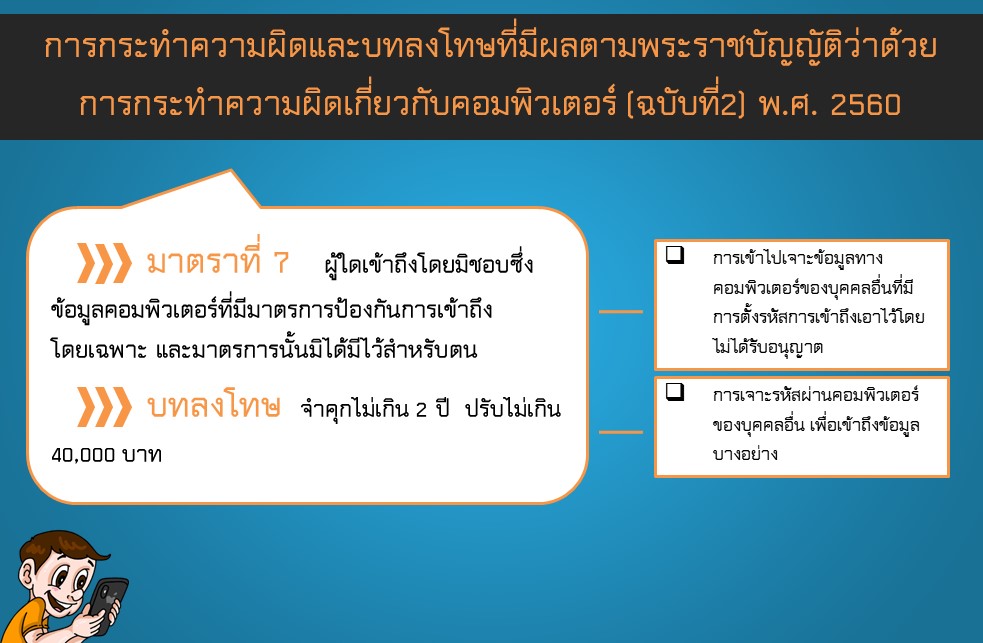 การกระทำความผิดและบทลงโทษที่มีผลตามพระราชบัญญัติว่าด้วย
การกระทำความผิดเกี่ยวกับคอมพิวเตอร์ (ฉบับที่2) พ.ศ. 2560
มาตราที่ 7 ผู้ใดเข้าถึงโดยมิชอบซึ่ง
ข้อมูลคอมพิวเตอร์ที่มีมาตรการป้องกันการเข้าถึง
โดยเฉพาะ และมาตรการนั้นมิได้มีไว้สำหรับตน
บทลงโทษ จำคุกไม่เกิน 2 ปี ปรับไม่เกิน
40,000 บาท
การเข้าไปเจาะข้อมูลทาง
คอมพิวเตอร์ของบุคคลอื่นที่มี
การตั้งรหัสการเข้าถึงเอาไว้โดย
ไม่ได้รับอนุญาต
การเจาะรหัสผ่านคอมพิวเตอร์
ของบุคคลอื่น เพื่อเข้าถึงข้อมูล
บางอย่าง